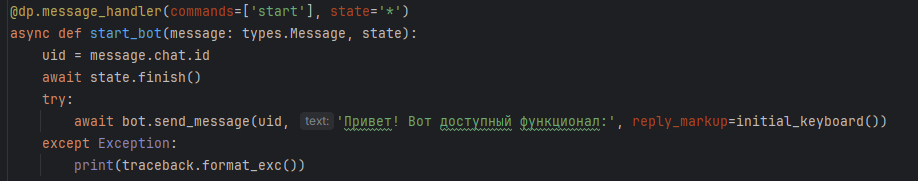 @dp.message_handler(commands=['start'], state='*')
async def start_bot(message: types.Message, state):
    uid = message.chat.id
    await state.finish()
    try:
        await bot.send_message(uid, text: 'Привет! Вот доступный функционал:', reply_markup=initial_keyboard())
    except Exception:
        print(traceback.format_exc())